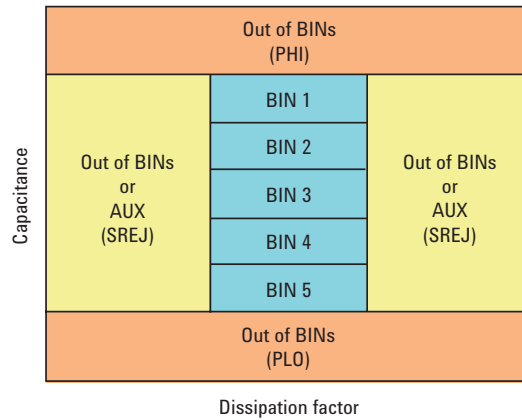 Out of BINs
(PHI)
BIN 1
BIN 2
BIN 3
BIN 4
BIN 5
Out of BINs
or
AUX
(SREJ)
Out of BINs
or
AUX
(SREJ)
Out of BINs
(PLO)
Capacitance
Dissipation factor